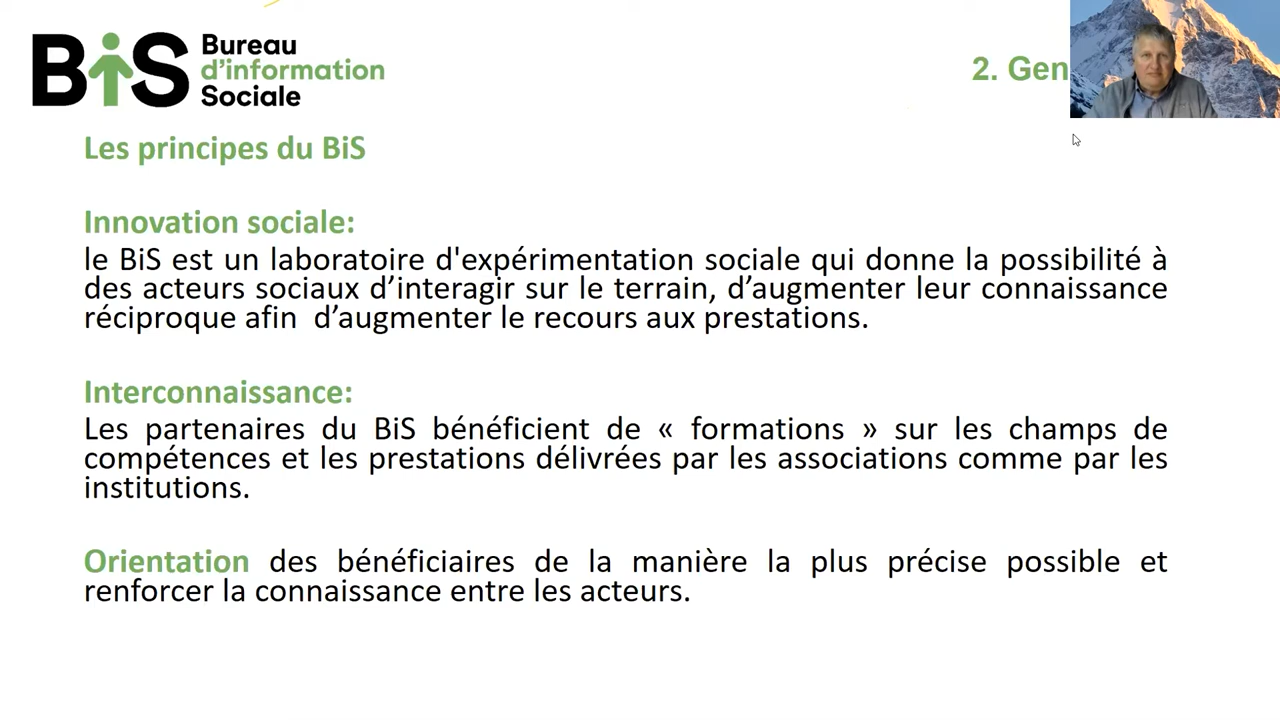 BiS Bureau
d’information
Sociale
2. Gen
Les principes du BiS
Innovation sociale:
le BiS est un laboratoire d'expérimentation sociale qui donne la possibilité à
des acteurs sociaux d’interagir sur le terrain, d’augmenter leur connaissance
réciproque afin  d’augmenter le recours aux prestations.
Interconnaissance:
Les partenaires du BiS bénéficient de « formations » sur les champs de
compétences et les prestations délivrées par les associations comme par les
institutions.
Orientation des bénéficiaires de la manière la plus précise possible et
renforcer la connaissance entre les acteurs.